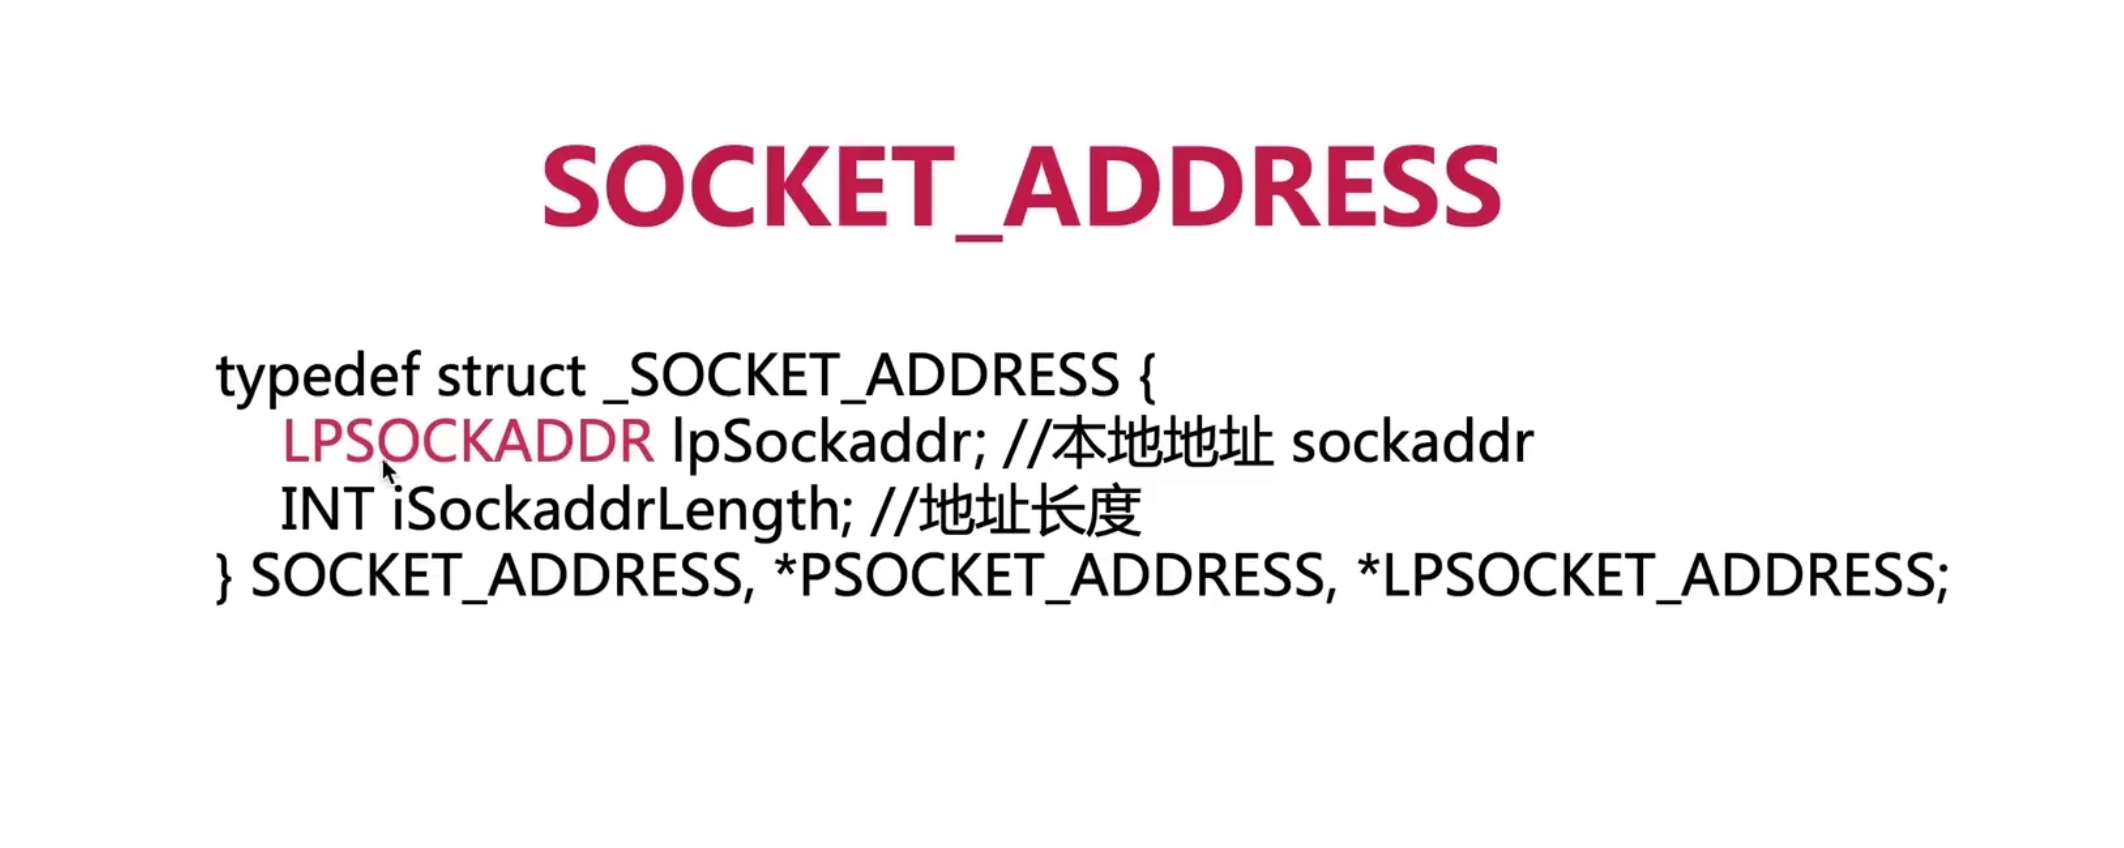 SOCKET_ADDRESS
typedef struct _SOCKET_ADDRESS {
LPSOCKADDR lpSockaddr; //本地地址 sockaddr
INT iSockaddrLength; //地址长度
} SOCKET_ADDRESS, *PSOCKET_ADDRESS, *LPSOCKET_ADDRESS;